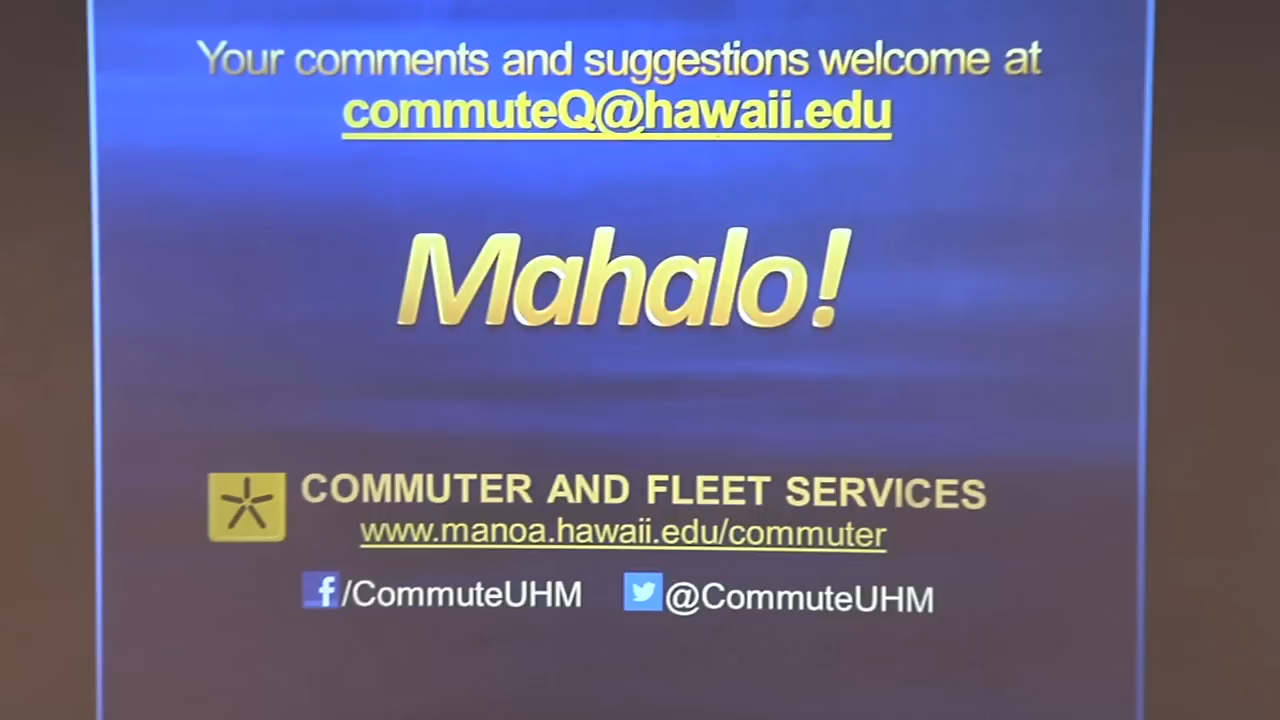 Your comments and suggestions welcome at
commuteQ@hawaii.edu
Mahalo!
COMMUTER AND FLEET SERVICES
www.manoa.hawaii.edu/commuter
f/CommuteUHM @CommuteUHM